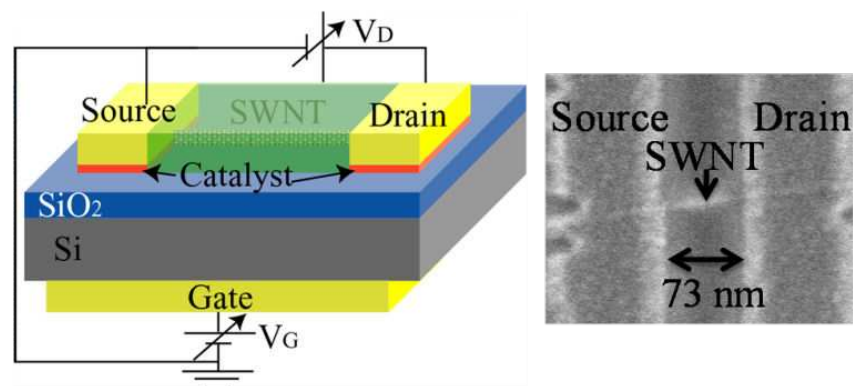 VD
Source
SWNT
Drain
Catalyst
SiO2
Si
Gate
VG
Source
Drain
SWNT
73 nm